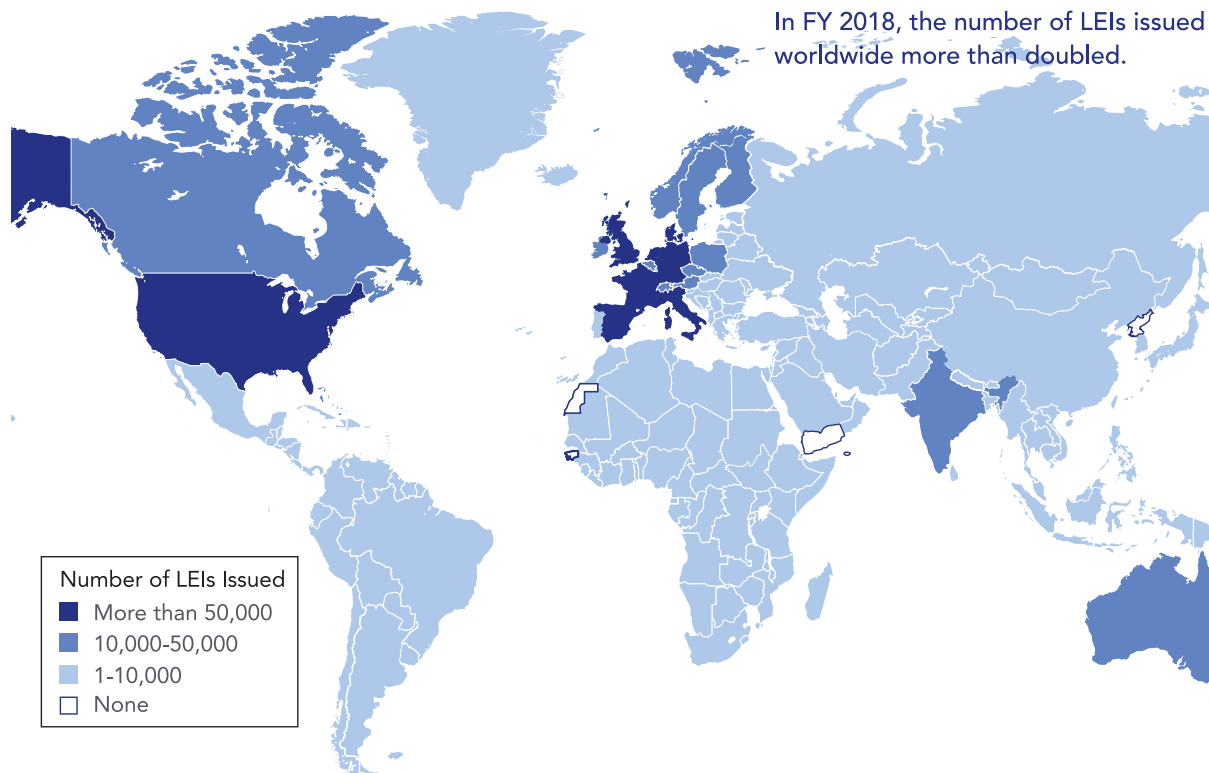 In FY 2018, the number of LEIs issued
worldwide more than doubled.
Number of LEIs Issued
More than 50,000
10,000-50,000
1-10,000
None